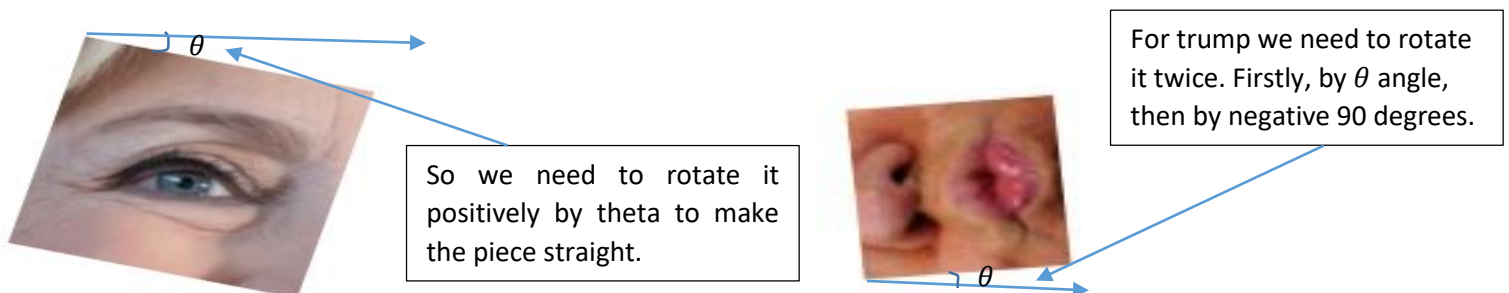 θ
So we need to rotate it
positively by theta to make
the piece straight.
For trump we need to rotate
it twice. Firstly, by θ angle,
then by negative 90 degrees.
θ